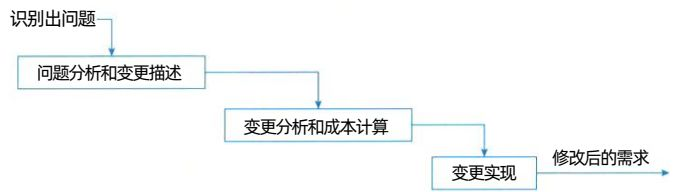 识别出问题
问题分析和变更描述
变更分析和成本计算
变更实现
修改后的需求